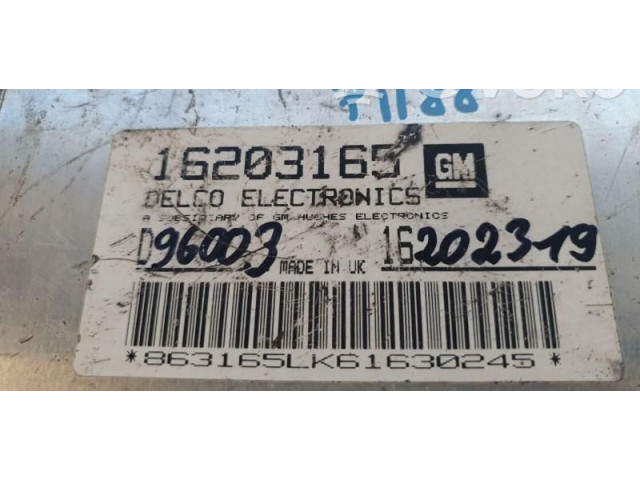 16203165 GM
DELCO ELECTRONICS
A SUBSIDIARY OF GM HUGHES ELECTRONICS
D96003 MADE IN UK 16202319
*863165LK61630245*